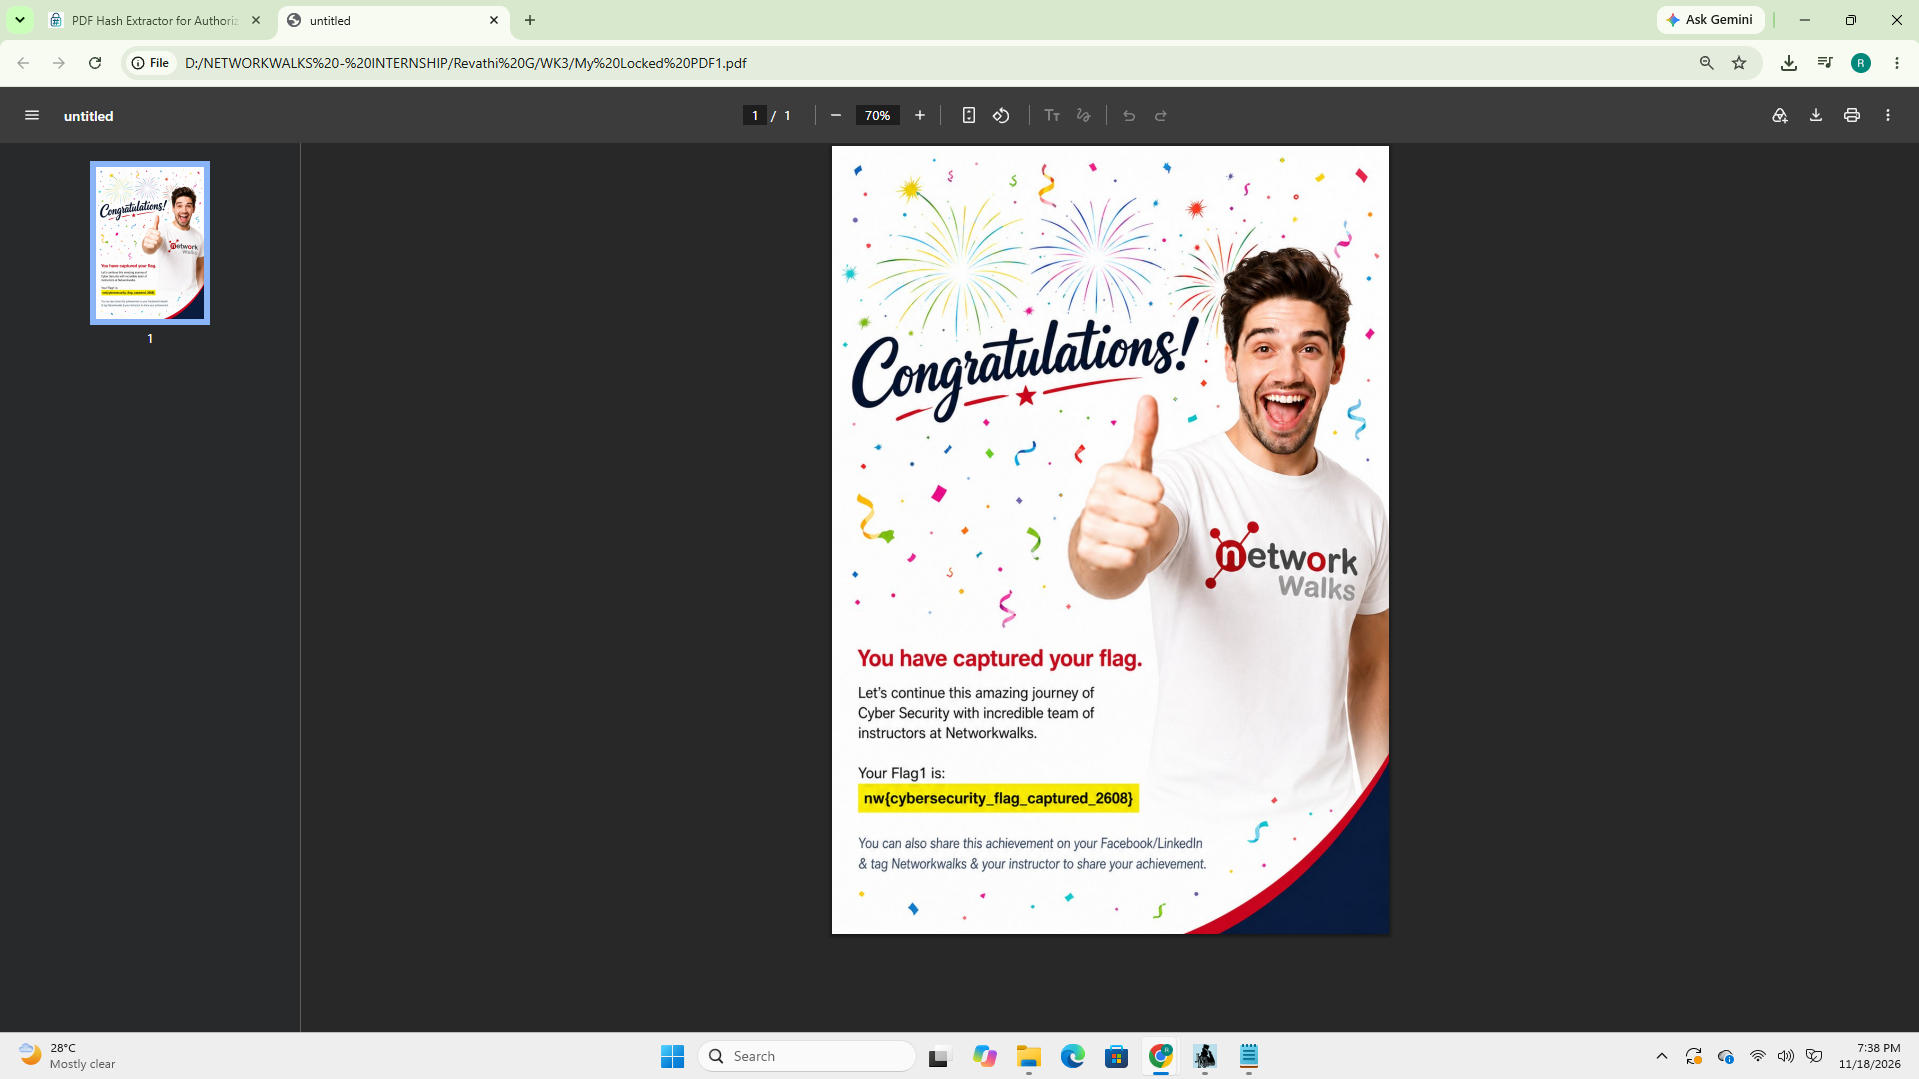 PDF Hash Extractor for Authoriz
untitled
Ask Gemini
File
D:/NETWORKWALKS%20-%20INTERNSHIP/Revathi%20G/WK3/My%20Locked%20PDF1.pdf
R
untitled
1 / 1
70%
1
Congratulations!
network
Walks
You have captured your flag.
Let's continue this amazing journey of
Cyber Security with incredible team of
instructors at Networkwalks.
Your Flag1 is:
nw{cybersecurity_flag_captured_2608}
You can also share this achievement on your Facebook/LinkedIn
& tag Networkwalks & your instructor to share your achievement.
28°C
Mostly clear
Search
7:38 PM
11/18/2026